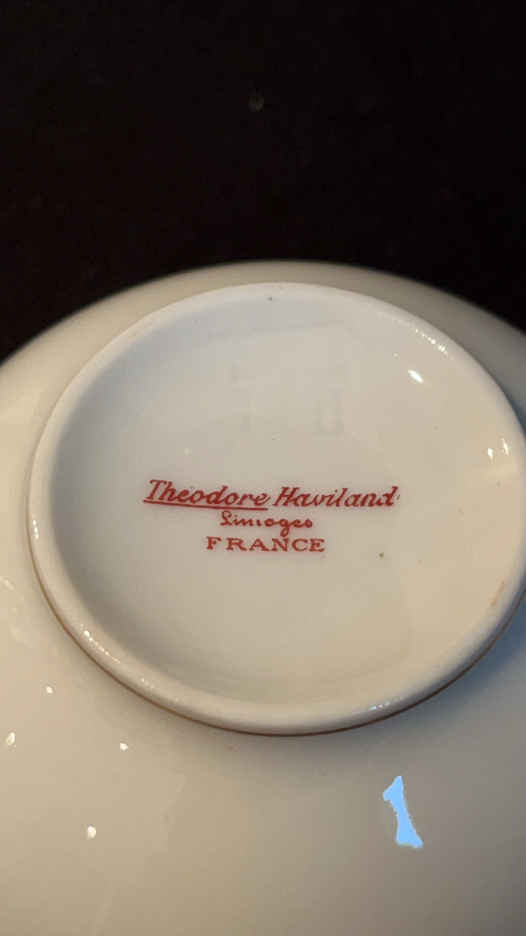 Theodore Haviland
Limoges
FRANCE